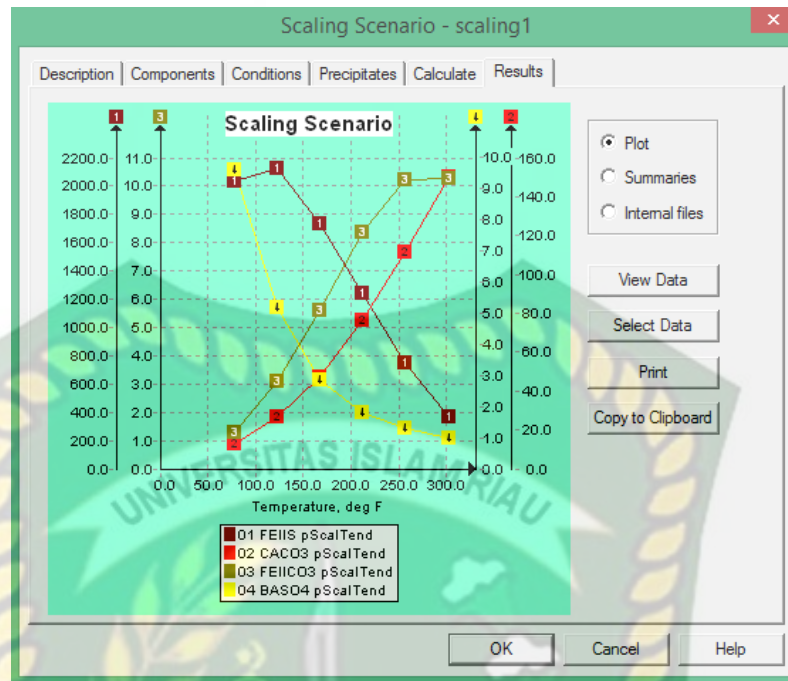 Scaling Scenario - scaling1
Description Components Conditions Precipitates Calculate Results
1 3 4 2
Scaling Scenario
2200.0 11.0 10.0 160.0
2000.0 10.0 9.0 140.0
1800.0 9.0 8.0 120.0
1600.0 8.0 7.0 100.0
1400.0 7.0 6.0 80.0
1200.0 6.0 5.0 60.0
1000.0 5.0 4.0 40.0
800.0 4.0 3.0 20.0
600.0 3.0 2.0 0.0
400.0 2.0 1.0
200.0 1.0 0.0
0.0 0.0
0.0 50.0 100.0 150.0 200.0 250.0 300.0
Temperature, deg F
01 FEIIS pScalTend
02 CACO3 pScalTend
03 FEIICO3 pScalTend
04 BASO4 pScalTend
Plot
Summaries
Internal files
View Data
Select Data
Print
Copy to Clipboard
UNIVERSITAS ISLAM RIAU
OK Cancel Help